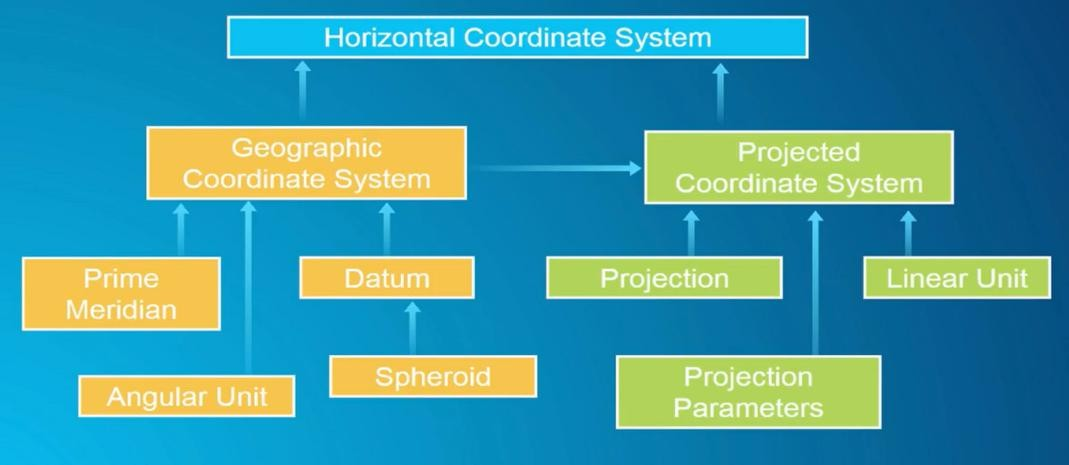 Horizontal Coordinate System
Geographic
Coordinate System
Projected
Coordinate System
Prime
Meridian
Datum
Projection
Linear Unit
Angular Unit
Spheroid
Projection
Parameters